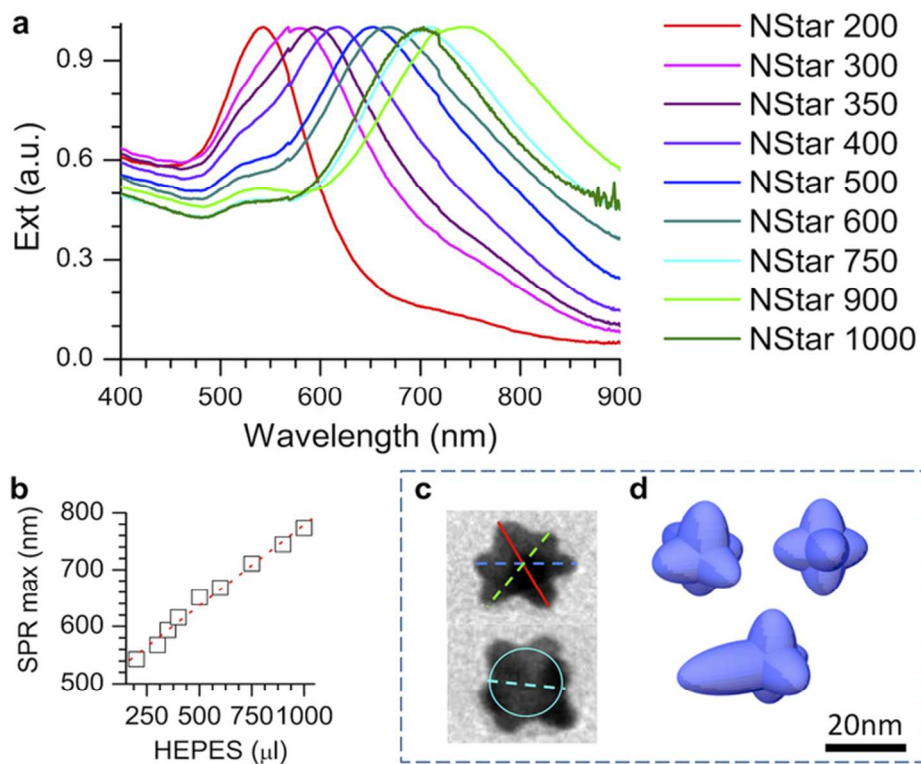 a
Ext (a.u.)
0.9
0.6
0.3
0.0
400 500 600 700 800 900
Wavelength (nm)
NStar 200
NStar 300
NStar 350
NStar 400
NStar 500
NStar 600
NStar 750
NStar 900
NStar 1000
b
SPR max (nm)
800
700
600
500
250 500 750 1000
HEPES (μl)
c
d
20nm